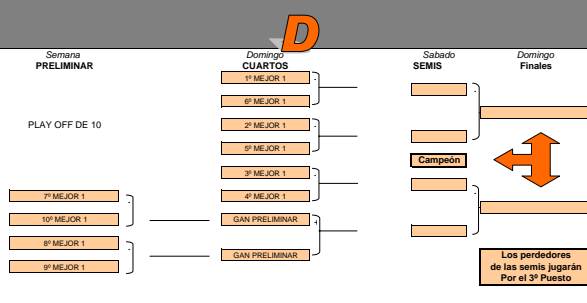 D
Semana
PRELIMINAR
Domingo
CUARTOS
Sabado
SEMIS
Domingo
Finales
PLAY OFF DE 10
1º MEJOR 1
6º MEJOR 1
2º MEJOR 1
5º MEJOR 1
3º MEJOR 1
4º MEJOR 1
GAN PRELIMINAR
GAN PRELIMINAR
7º MEJOR 1
10º MEJOR 1
8º MEJOR 1
9º MEJOR 1
Campeón
Los perdedores
de las semis jugarán
Por el 3º Puesto